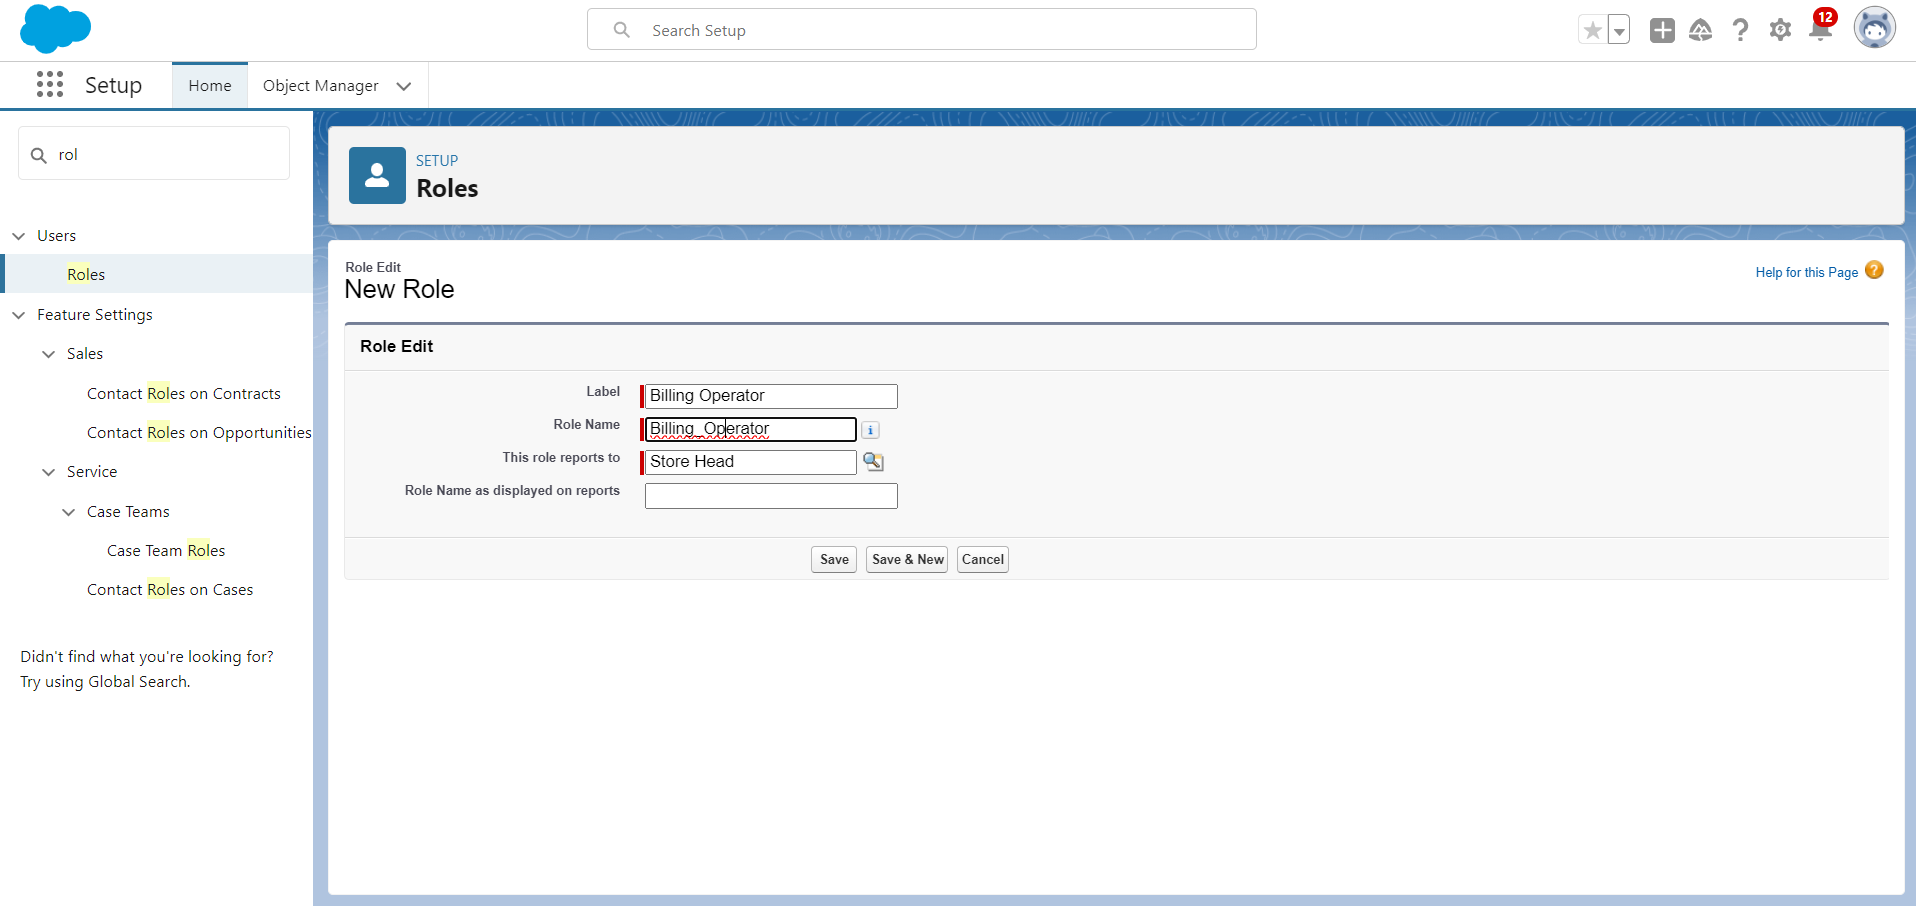 Search Setup
12
Setup
Home
Object Manager
rol
Users
Roles
Feature Settings
Sales
Contact Roles on Contracts
Contact Roles on Opportunities
Service
Case Teams
Case Team Roles
Contact Roles on Cases
Didn't find what you're looking for?
Try using Global Search.
SETUP
Roles
Role Edit
New Role
Help for this Page ?
Role Edit
Label Billing Operator
Role Name Billing_Operator i
This role reports to Store Head
Role Name as displayed on reports
Save Save & New Cancel